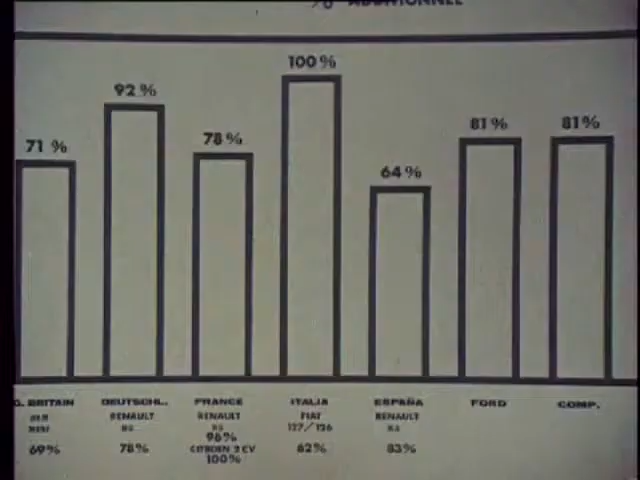 %
100 %
92 %
81 % 81 %
71 % 78 %
64 %
G. BRITAIN DEUTSCHL. FRANCE ITALIA ESPAÑA FORD COMP.
RENAULT RENAULT FIAT RENAULT
127/126
96%
69% 78% CITROEN 2 CV 62% 83%
100%